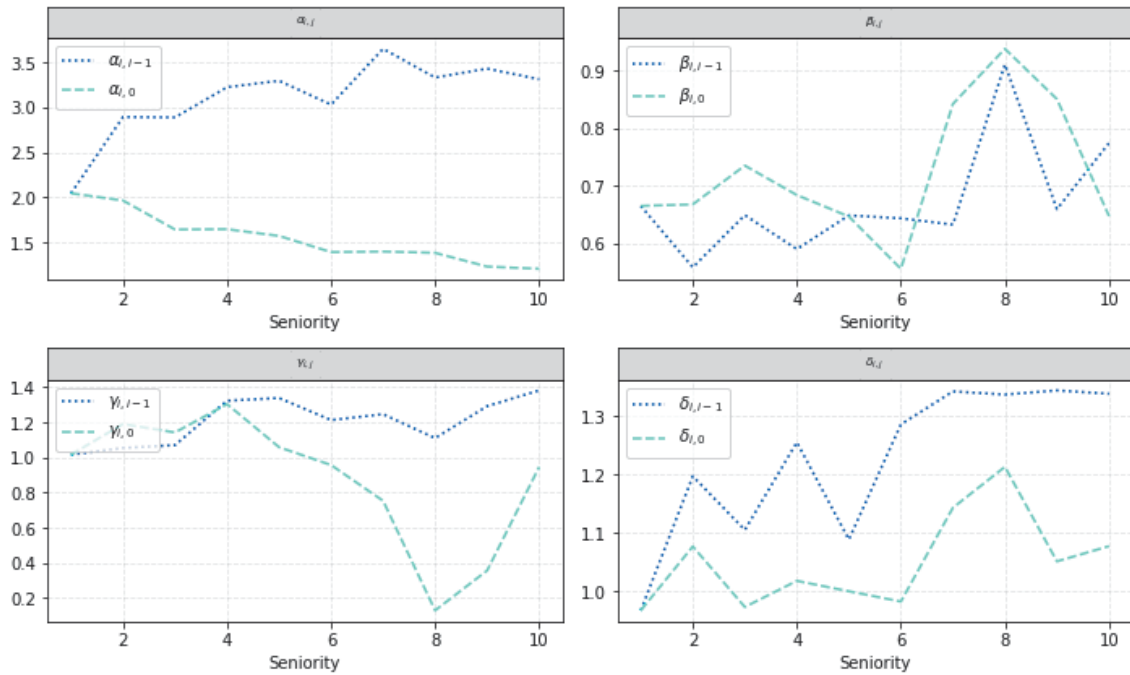 α_{i,j}
α_{i,i−1}
α_{i,0}
3.5
3.0
2.5
2.0
1.5
2 4 6 8 10
Seniority
β_{i,j}
β_{i,i−1}
β_{i,0}
0.9
0.8
0.7
0.6
2 4 6 8 10
Seniority
γ_{i,j}
γ_{i,i−1}
γ_{i,0}
1.4
1.2
1.0
0.8
0.6
0.4
0.2
2 4 6 8 10
Seniority
δ_{i,j}
δ_{i,i−1}
δ_{i,0}
1.3
1.2
1.1
1.0
2 4 6 8 10
Seniority